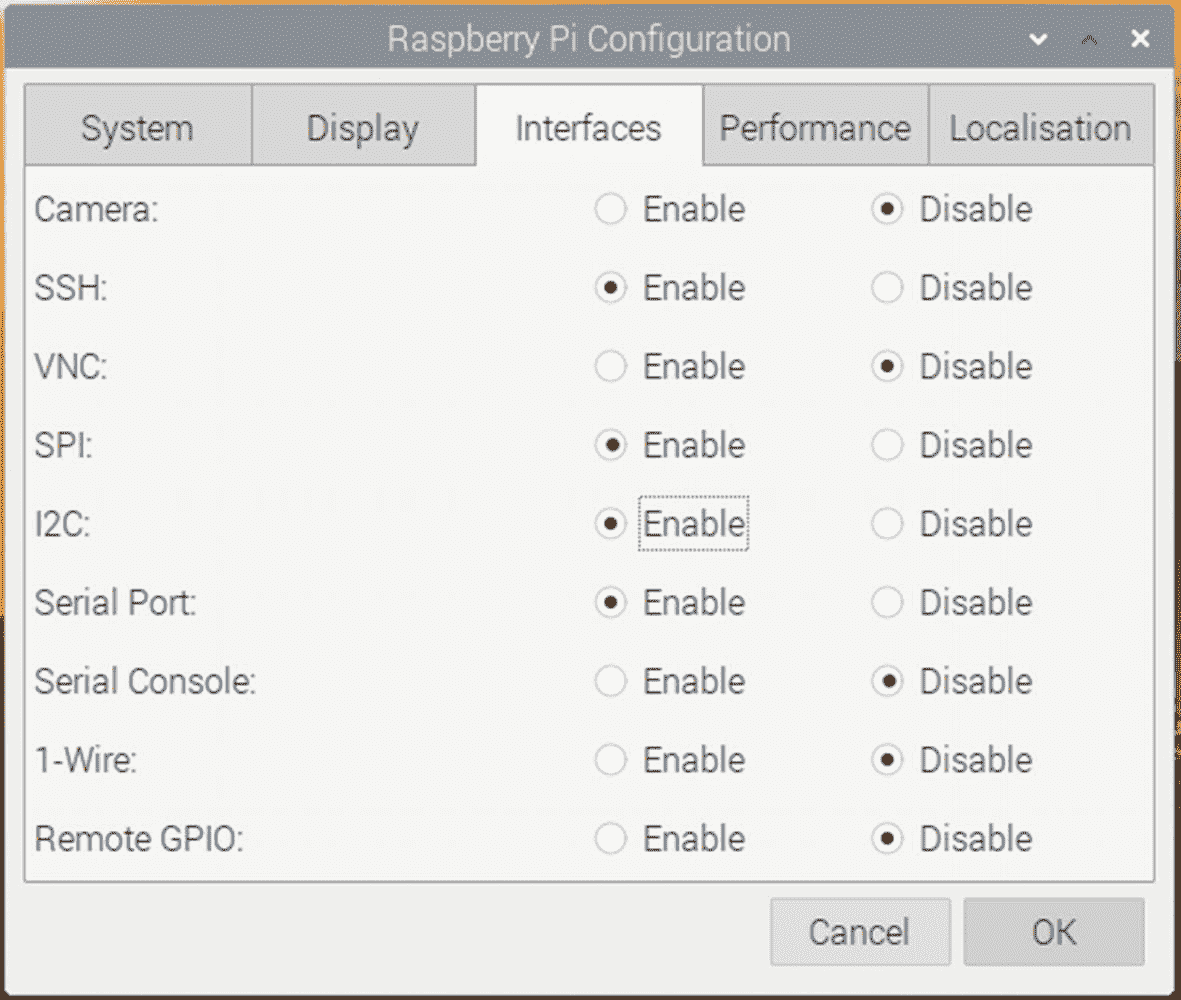 Raspberry Pi Configuration
System Display Interfaces Performance Localisation
Camera: Enable Disable
SSH: Enable Disable
VNC: Enable Disable
SPI: Enable Disable
I2C: Enable Disable
Serial Port: Enable Disable
Serial Console: Enable Disable
1-Wire: Enable Disable
Remote GPIO: Enable Disable
Cancel OK